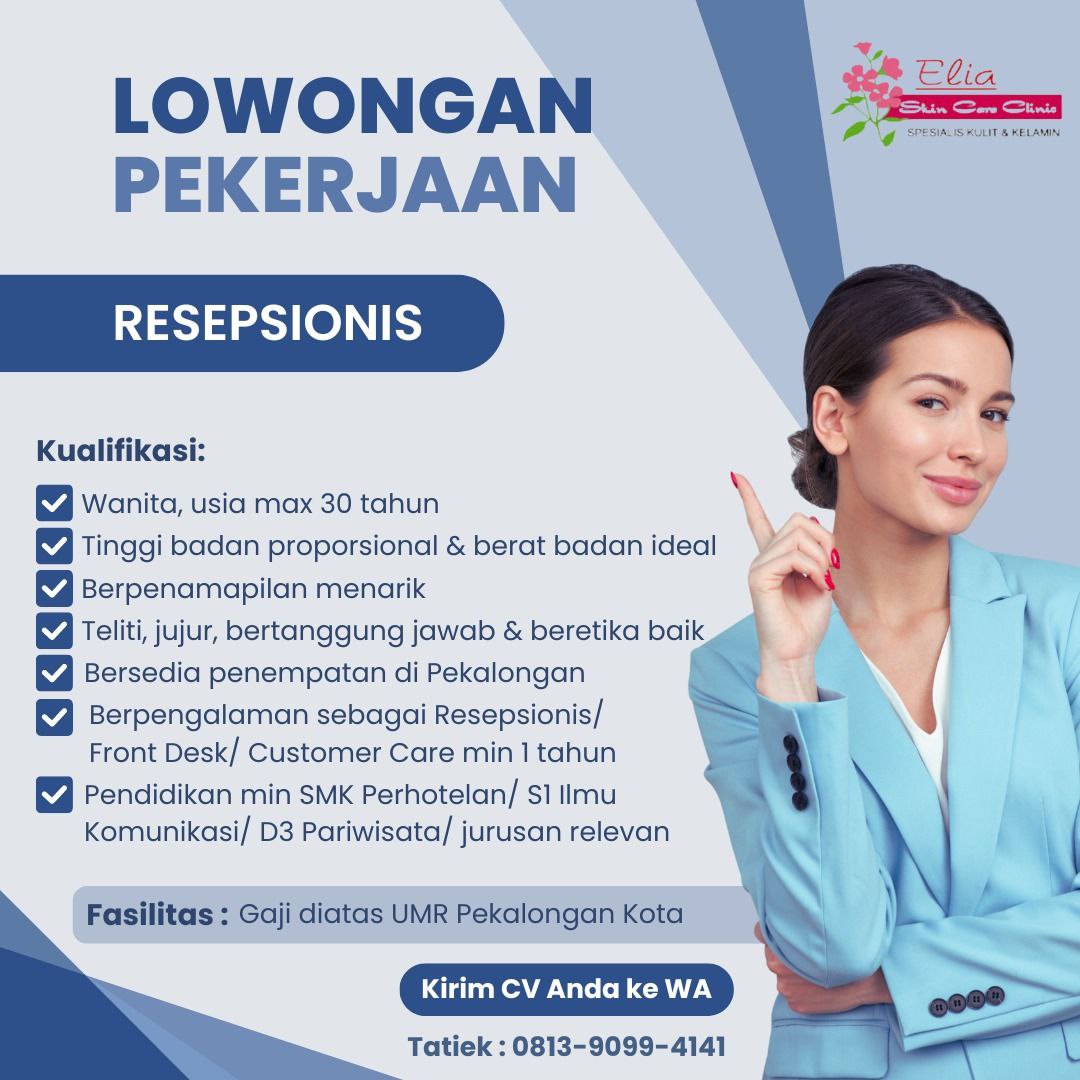 LOWONGAN
PEKERJAAN
Elia
Skin Care Clinic
SPESIALIS KULIT & KELAMIN
RESEPSIONIS
Kualifikasi:
Wanita, usia max 30 tahun
Tinggi badan proporsional & berat badan ideal
Berpenamapilan menarik
Teliti, jujur, bertanggung jawab & beretika baik
Bersedia penempatan di Pekalongan
Berpengalaman sebagai Resepsionis/
Front Desk/ Customer Care min 1 tahun
Pendidikan min SMK Perhotelan/ S1 Ilmu
Komunikasi/ D3 Pariwisata/ jurusan relevan
Fasilitas : Gaji diatas UMR Pekalongan Kota
Kirim CV Anda ke WA
Tatiek : 0813-9099-4141